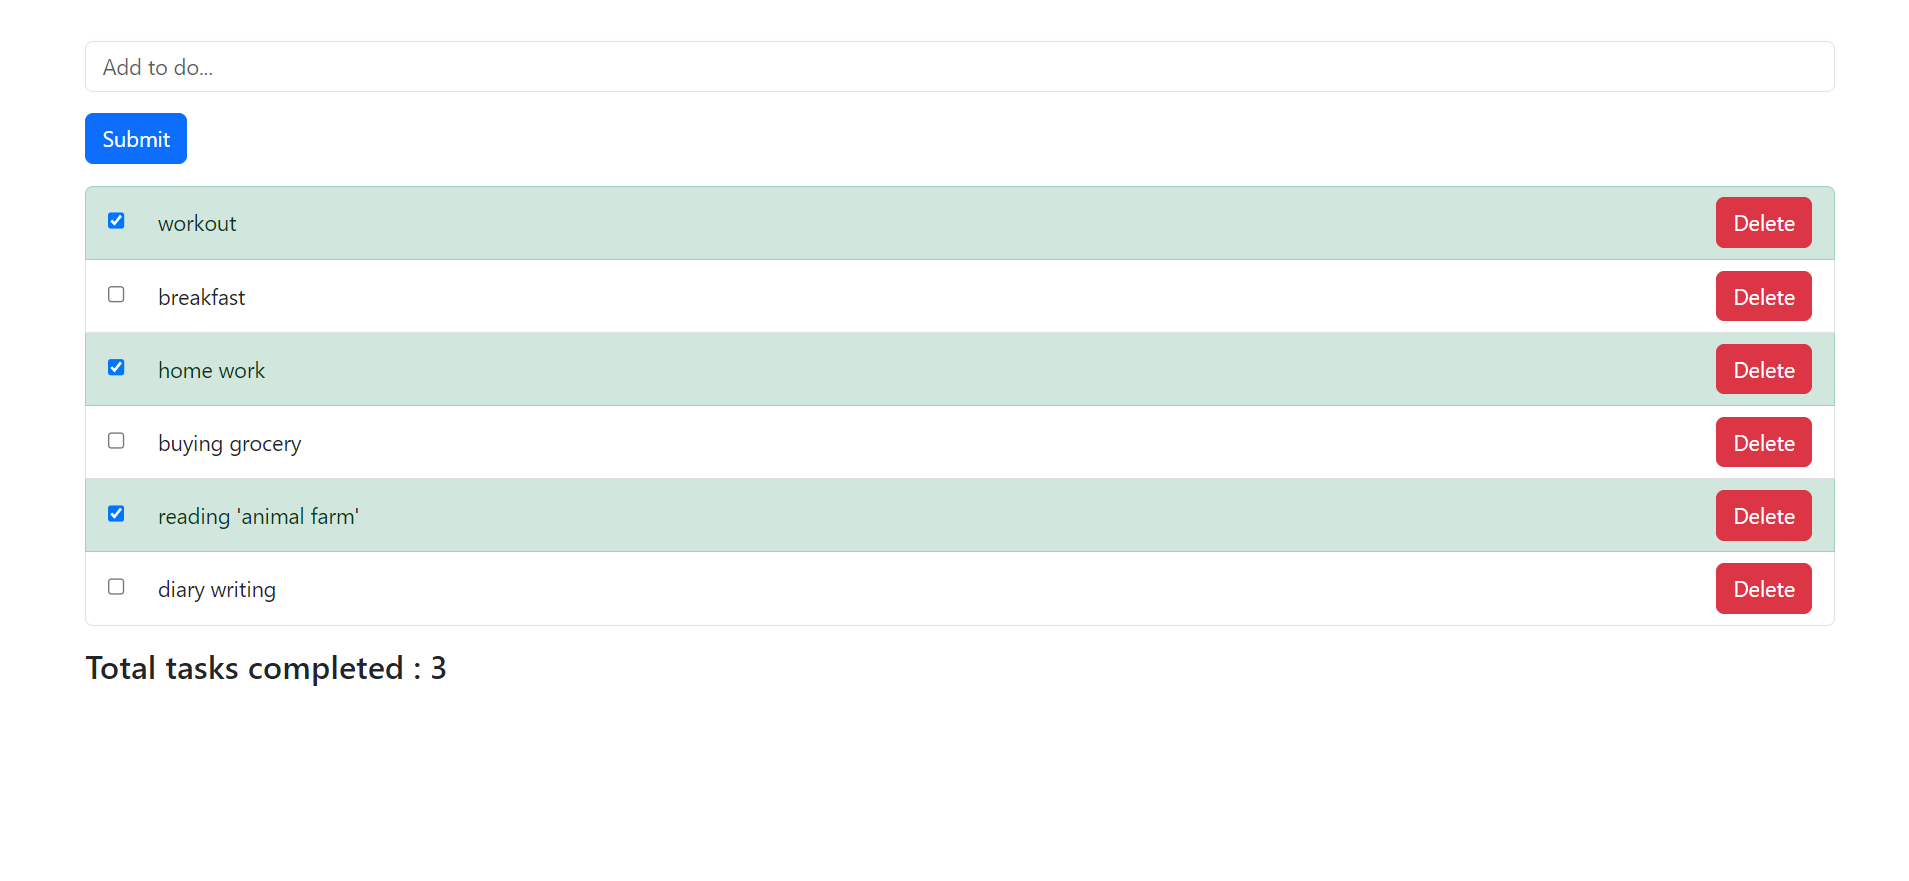 Add to do...
Submit
workout Delete
breakfast Delete
home work Delete
buying grocery Delete
reading 'animal farm' Delete
diary writing Delete
Total tasks completed : 3